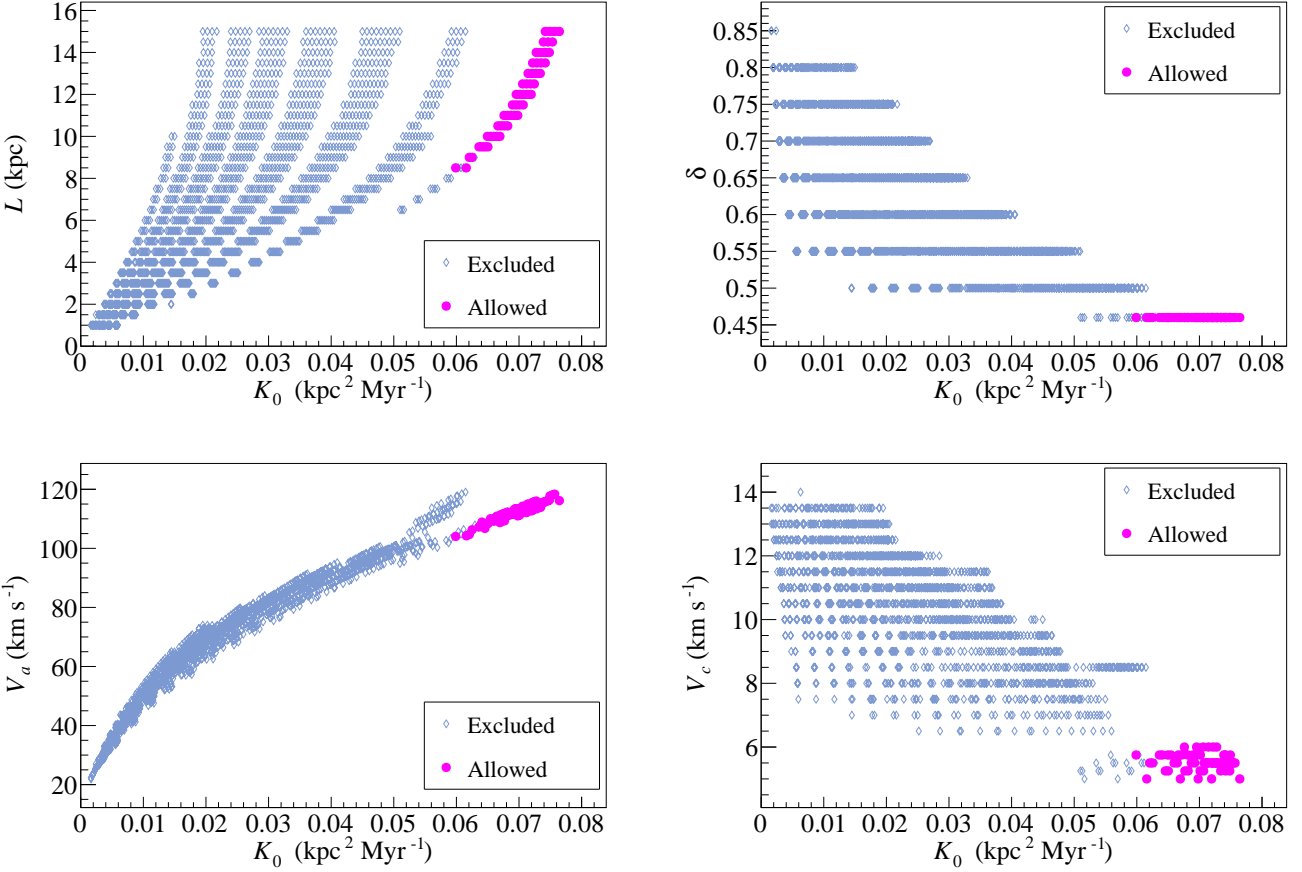 16
14
12
10
8
6
4
2
0
L (kpc)
Excluded
Allowed
0.01 0.02 0.03 0.04 0.05 0.06 0.07 0.08
K₀ (kpc² Myr⁻¹)
0.85
0.8
0.75
0.7
0.65
0.6
0.55
0.5
0.45
δ
Excluded
Allowed
0 0.01 0.02 0.03 0.04 0.05 0.06 0.07 0.08
K₀ (kpc² Myr⁻¹)
120
100
80
60
40
20
Vₐ (km s⁻¹)
Excluded
Allowed
0 0.01 0.02 0.03 0.04 0.05 0.06 0.07 0.08
K₀ (kpc² Myr⁻¹)
14
12
10
8
6
V_c (km s⁻¹)
Excluded
Allowed
0 0.01 0.02 0.03 0.04 0.05 0.06 0.07 0.08
K₀ (kpc² Myr⁻¹)